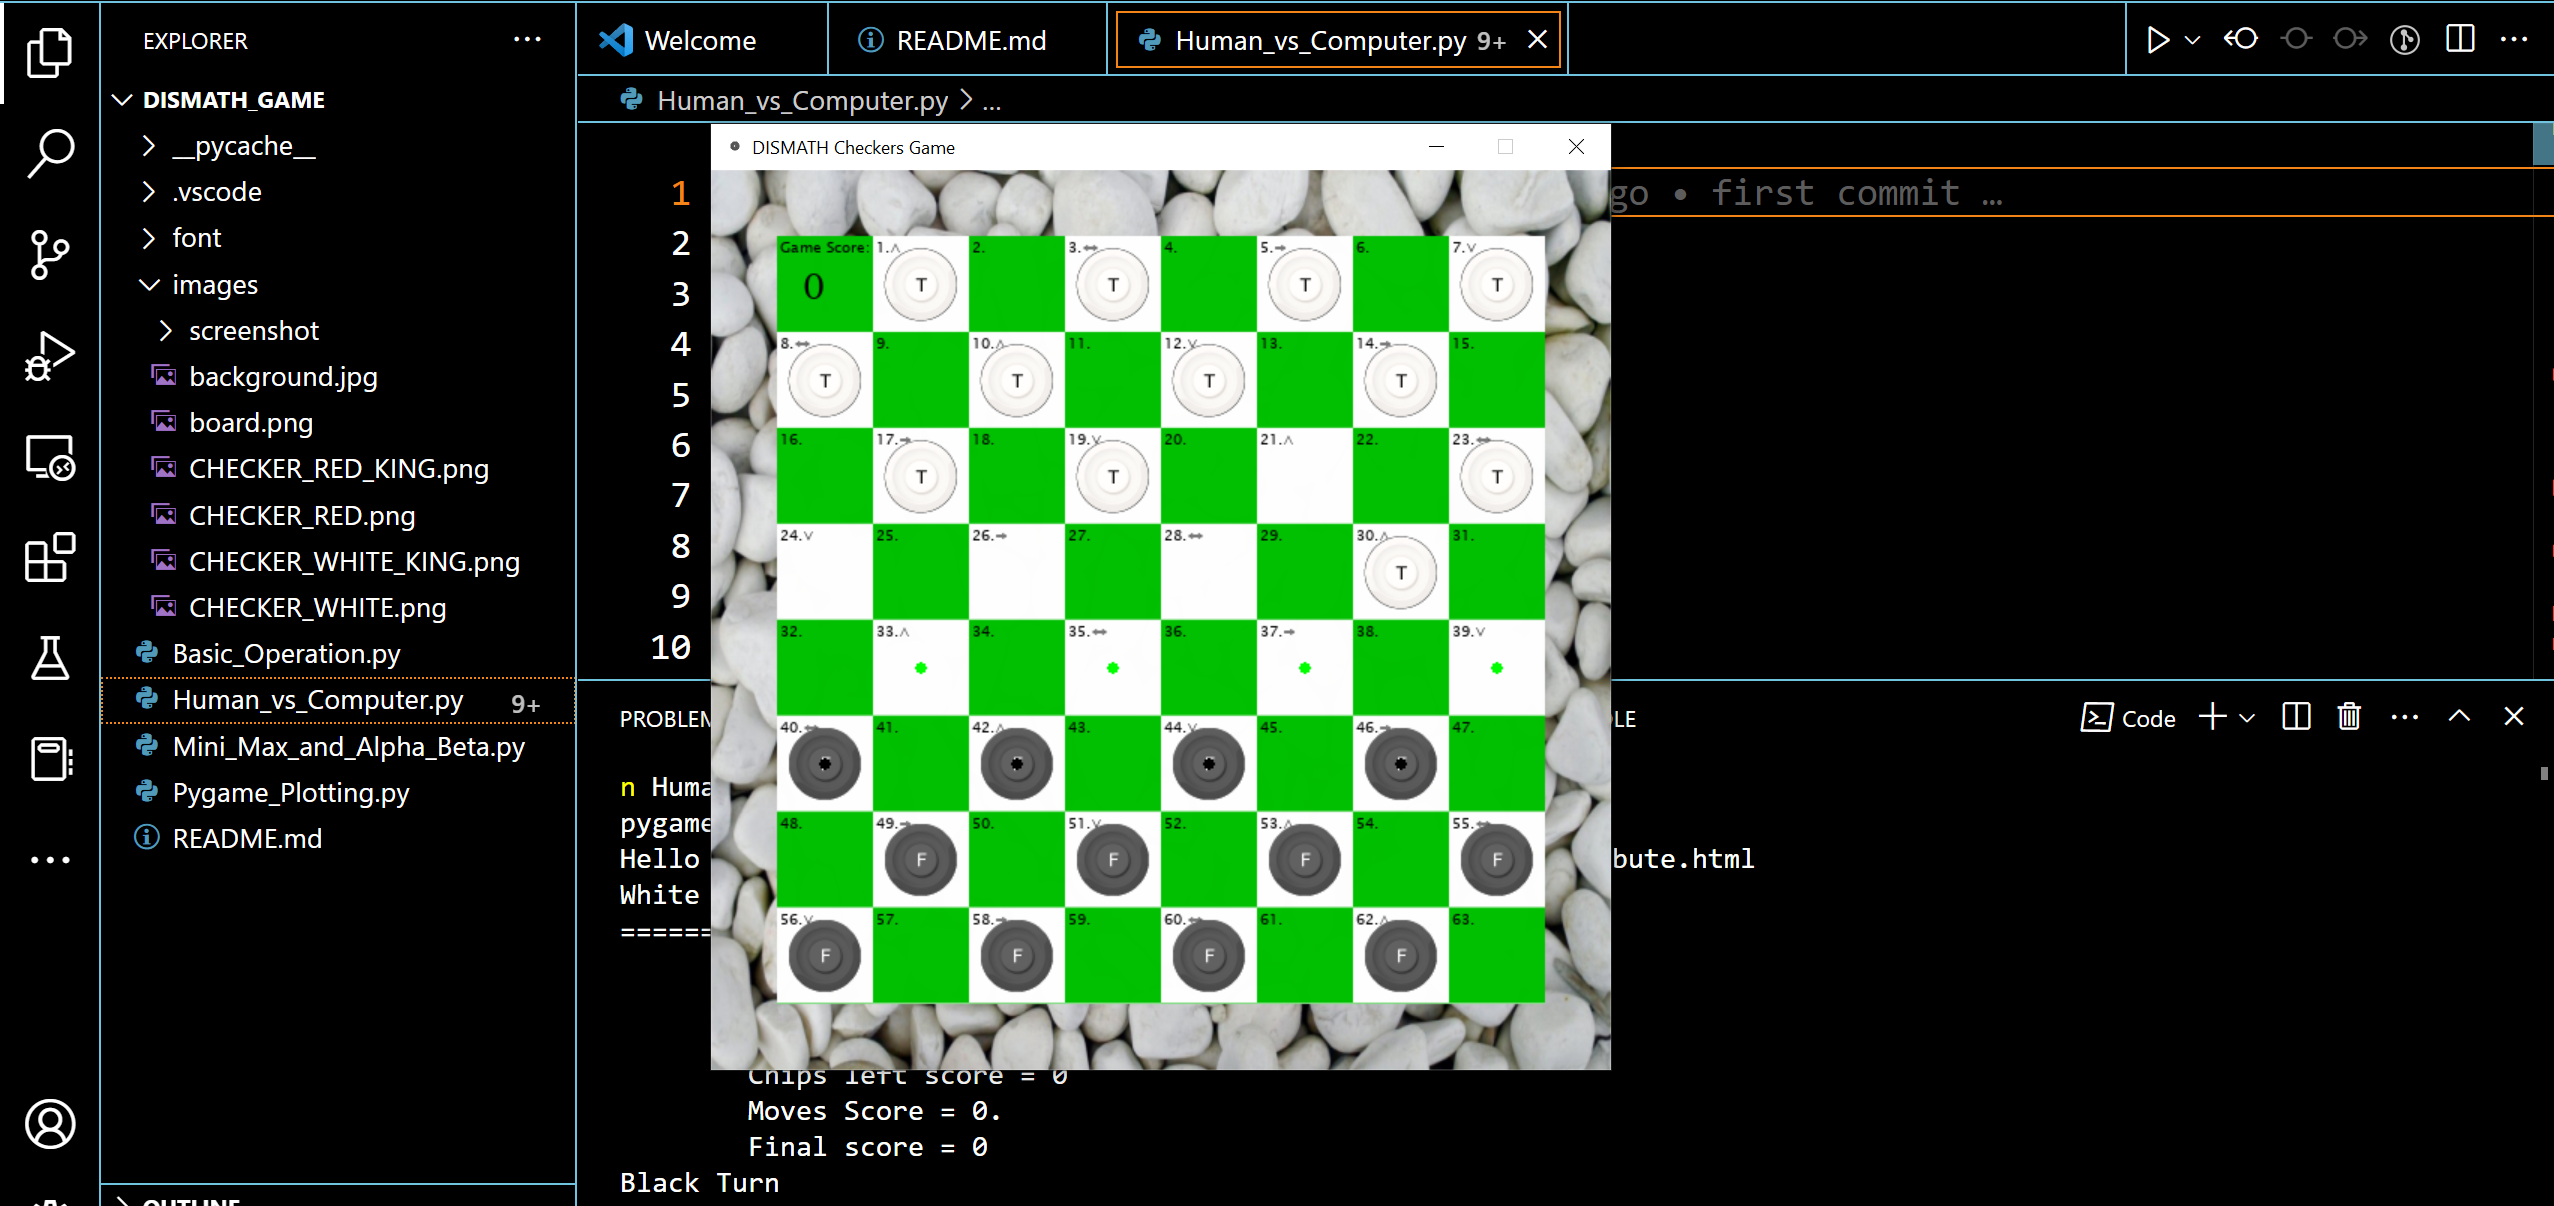 EXPLORER
DISMATH_GAME
__pycache__
.vscode
font
images
screenshot
background.jpg
board.png
CHECKER_RED_KING.png
CHECKER_RED.png
CHECKER_WHITE_KING.png
CHECKER_WHITE.png
Basic_Operation.py
Human_vs_Computer.py 9+
Mini_Max_and_Alpha_Beta.py
Pygame_Plotting.py
README.md
OUTLINE
Welcome README.md Human_vs_Computer.py 9+
Human_vs_Computer.py > ...
go • first commit …
1
2
3
4
5
6
7
8
9
10
DISMATH Checkers Game
Game Score: 1.∧ 2. 3.↔ 4. 5.→ 6. 7.∨
0 T T T T
8.↔ 9. 10.∧ 11. 12.∨ 13. 14.→ 15.
T T T T
16. 17.→ 18. 19.∨ 20. 21.∧ 22. 23.↔
T T T
24.∨ 25. 26.→ 27. 28.↔ 29. 30.∧ 31.
T
32. 33.∧ 34. 35.↔ 36. 37.→ 38. 39.∨
40.↔ 41. 42.∧ 43. 44.∨ 45. 46.→ 47.
48. 49.→ 50. 51.∨ 52. 53.∧ 54. 55.↔
F F F F
56.∨ 57. 58.→ 59. 60.↔ 61. 62.∧ 63.
F F F F
Code
n
pygame
Hello bute.html
White
=======
Chips left score = 0
Moves Score = 0.
Final score = 0
Black Turn